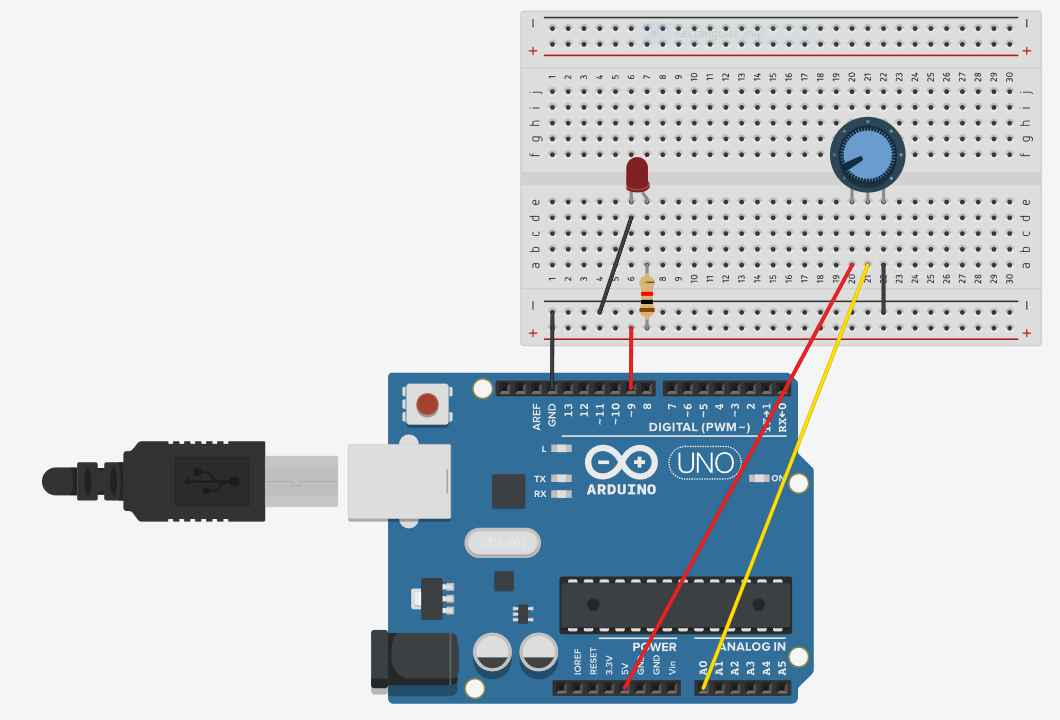 Rectangular Snip
− −
+ +
1 2 3 4 5 6 7 8 9 10 11 12 13 14 15 16 17 18 19 20 21 22 23 24 25 26 27 28 29 30
j j
i i
h h
g g
f f
e e
d d
c c
b b
a a
1 2 3 4 5 6 7 8 9 10 11 12 13 14 15 16 17 18 19 20 21 22 23 24 25 26 27 28 29 30
− −
+ +
AREF GND 13 12 ~11 ~10 ~9 8 7 ~6 ~5 4 ~3 2 TX→1 RX←0
DIGITAL (PWM~)
L
TX
RX
ARDUINO
UNO
ON
POWER
ANALOG IN
IOREF RESET 3.3V 5V GND GND Vin A0 A1 A2 A3 A4 A5